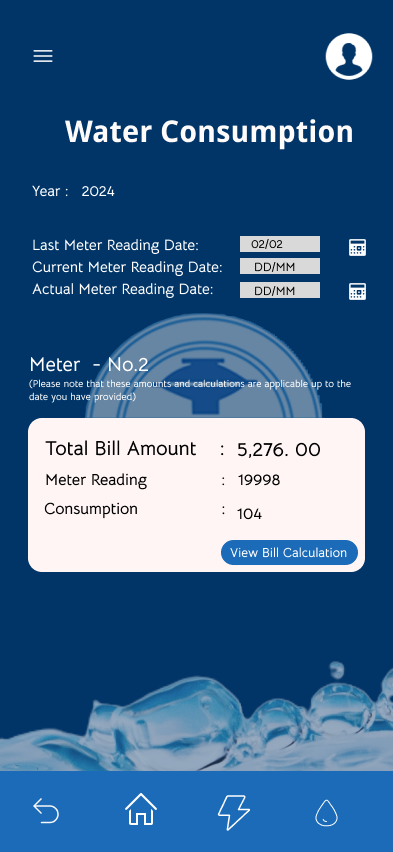 Water Consumption
Year : 2024
Last Meter Reading Date: 02/02
Current Meter Reading Date: DD/MM
Actual Meter Reading Date: DD/MM
Meter - No.2
(Please note that these amounts and calculations are applicable up to the
date you have provided)
Total Bill Amount : 5,276. 00
Meter Reading : 19998
Consumption : 104
View Bill Calculation